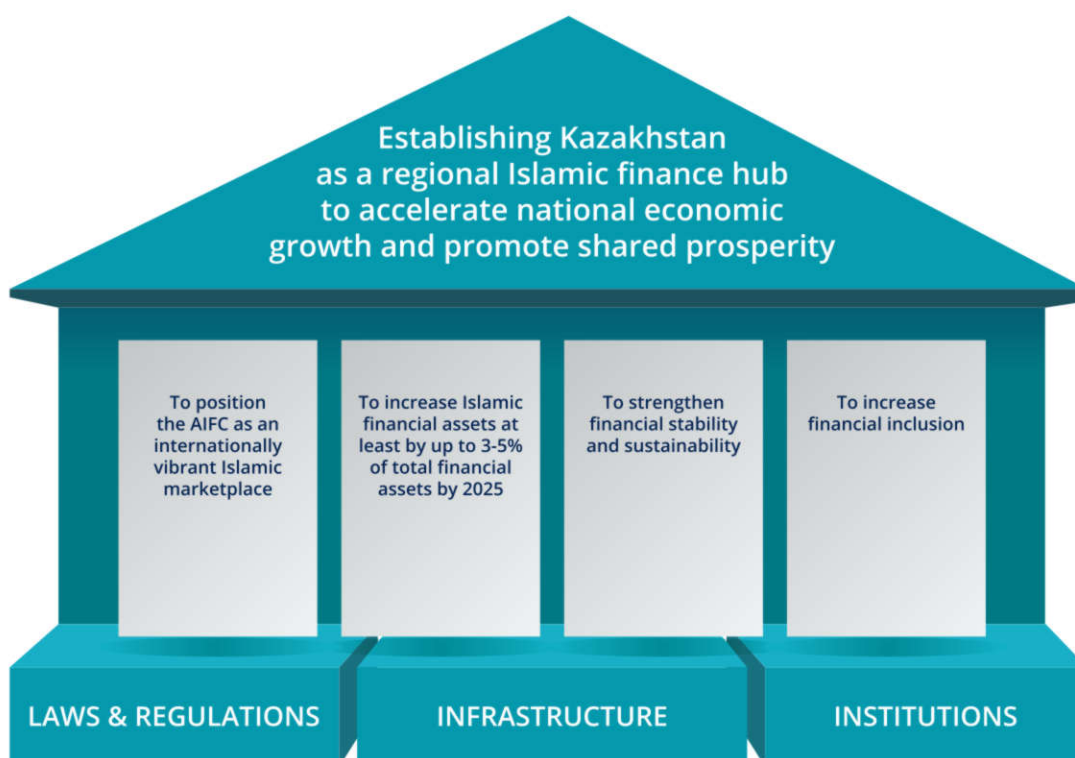 Establishing Kazakhstan
as a regional Islamic finance hub
to accelerate national economic
growth and promote shared prosperity
To position
the AIFC as an
internationally
vibrant Islamic
marketplace
To increase Islamic
financial assets at
least by up to 3-5%
of total financial
assets by 2025
To strengthen
financial stability
and sustainability
To increase
financial inclusion
LAWS & REGULATIONS
INFRASTRUCTURE
INSTITUTIONS